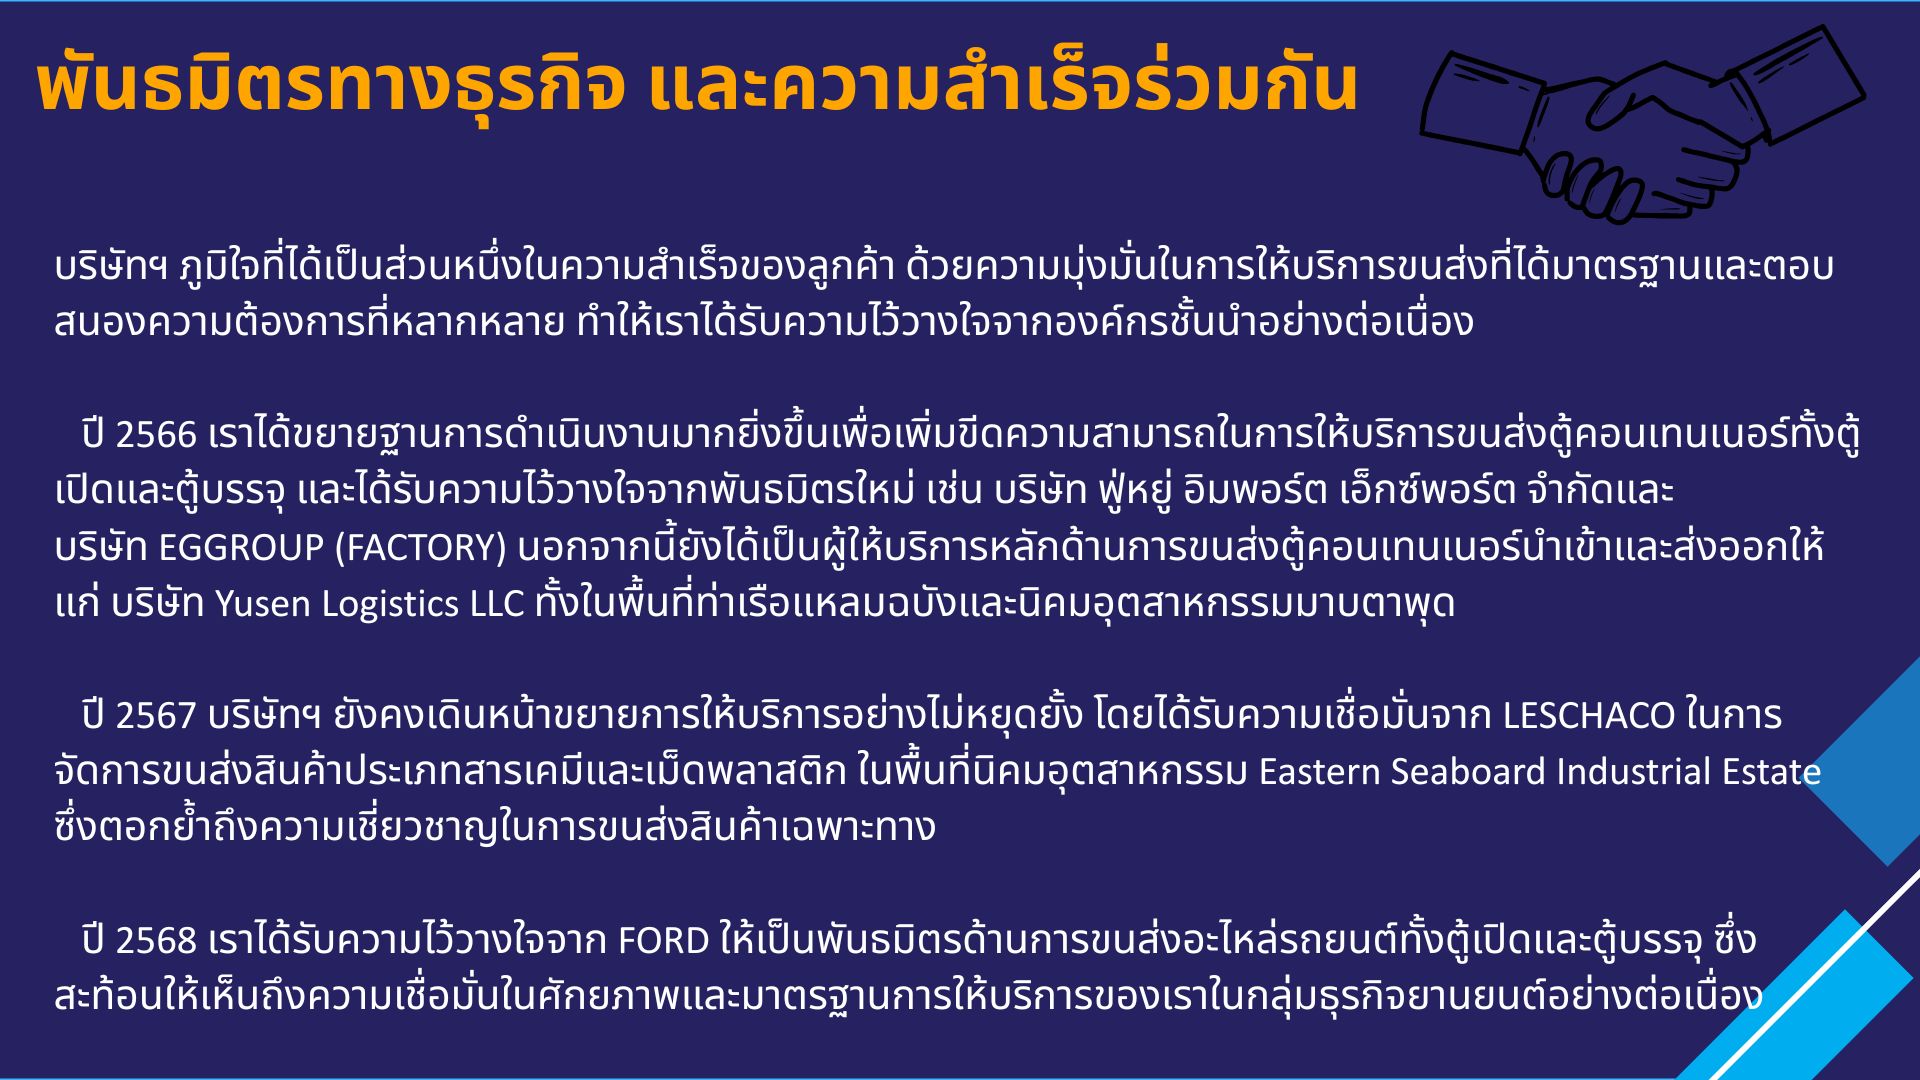 พันธมิตรทางธุรกิจ และความสำเร็จร่วมกัน
บริษัทฯ ภูมิใจที่ได้เป็นส่วนหนึ่งในความสำเร็จของลูกค้า ด้วยความมุ่งมั่นในการให้บริการขนส่งที่ได้มาตรฐานและตอบ
สนองความต้องการที่หลากหลาย ทำให้เราได้รับความไว้วางใจจากองค์กรชั้นนำอย่างต่อเนื่อง
ปี 2566 เราได้ขยายฐานการดำเนินงานมากยิ่งขึ้นเพื่อเพิ่มขีดความสามารถในการให้บริการขนส่งตู้คอนเทนเนอร์ทั้งตู้
เปิดและตู้บรรจุ และได้รับความไว้วางใจจากพันธมิตรใหม่ เช่น บริษัท ฟู่หยู่ อิมพอร์ต เอ็กซ์พอร์ต จำกัดและ
บริษัท EGGROUP (FACTORY) นอกจากนี้ยังได้เป็นผู้ให้บริการหลักด้านการขนส่งตู้คอนเทนเนอร์นำเข้าและส่งออกให้
แก่ บริษัท Yusen Logistics LLC ทั้งในพื้นที่ท่าเรือแหลมฉบังและนิคมอุตสาหกรรมมาบตาพุด
ปี 2567 บริษัทฯ ยังคงเดินหน้าขยายการให้บริการอย่างไม่หยุดยั้ง โดยได้รับความเชื่อมั่นจาก LESCHACO ในการ
จัดการขนส่งสินค้าประเภทสารเคมีและเม็ดพลาสติก ในพื้นที่นิคมอุตสาหกรรม Eastern Seaboard Industrial Estate
ซึ่งตอกย้ำถึงความเชี่ยวชาญในการขนส่งสินค้าเฉพาะทาง
ปี 2568 เราได้รับความไว้วางใจจาก FORD ให้เป็นพันธมิตรด้านการขนส่งอะไหล่รถยนต์ทั้งตู้เปิดและตู้บรรจุ ซึ่ง
สะท้อนให้เห็นถึงความเชื่อมั่นในศักยภาพและมาตรฐานการให้บริการของเราในกลุ่มธุรกิจยานยนต์อย่างต่อเนื่อง